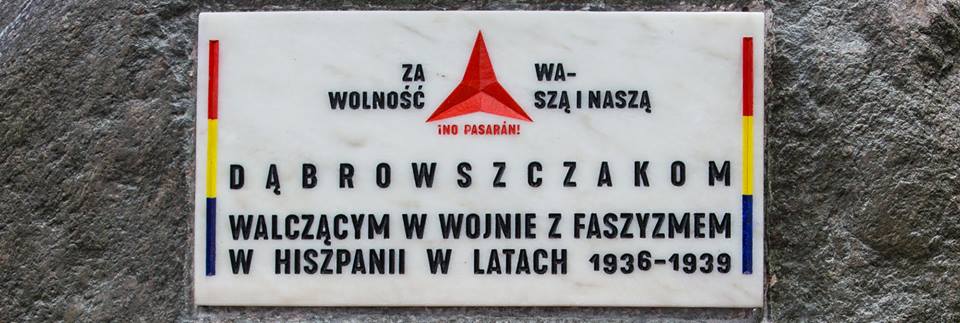 ZA WA-
WOLNOŚĆ SZĄ I NASZĄ
¡NO PASARÁN!
DĄBROWSZCZAKOM
WALCZĄCYM W WOJNIE Z FASZYZMEM
W HISZPANII W LATACH 1936-1939